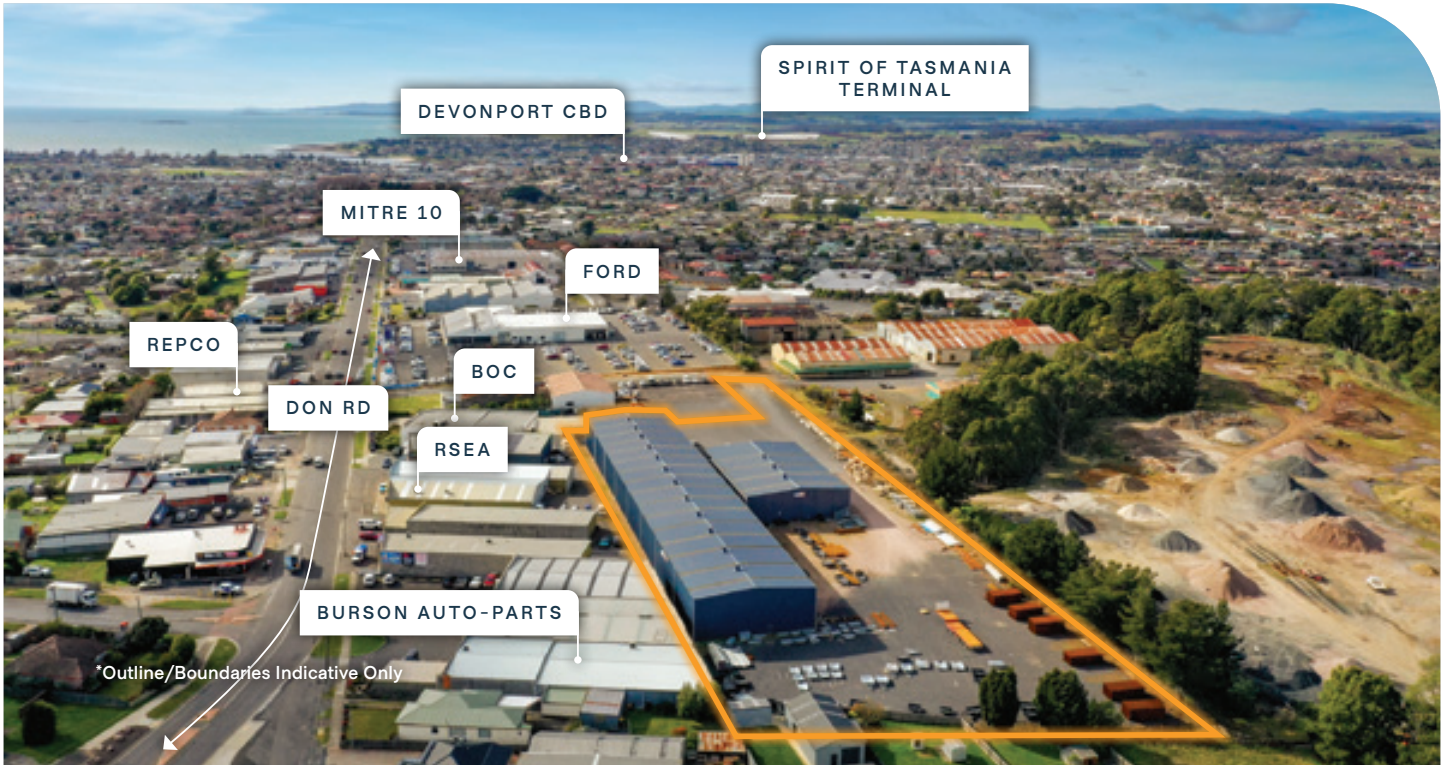 SPIRIT OF TASMANIA
TERMINAL
DEVONPORT CBD
MITRE 10
FORD
REPCO
BOC
DON RD
RSEA
BURSON AUTO-PARTS
*Outline/Boundaries Indicative Only